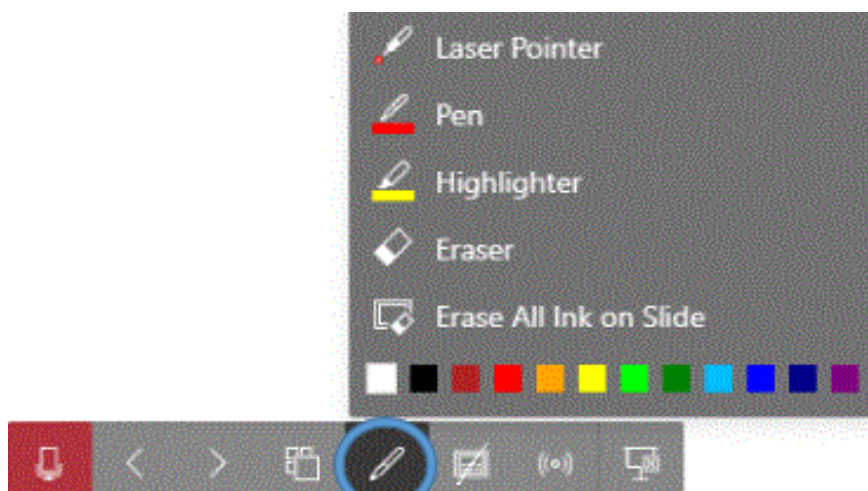 Laser Pointer
Pen
Highlighter
Eraser
Erase All Ink on Slide